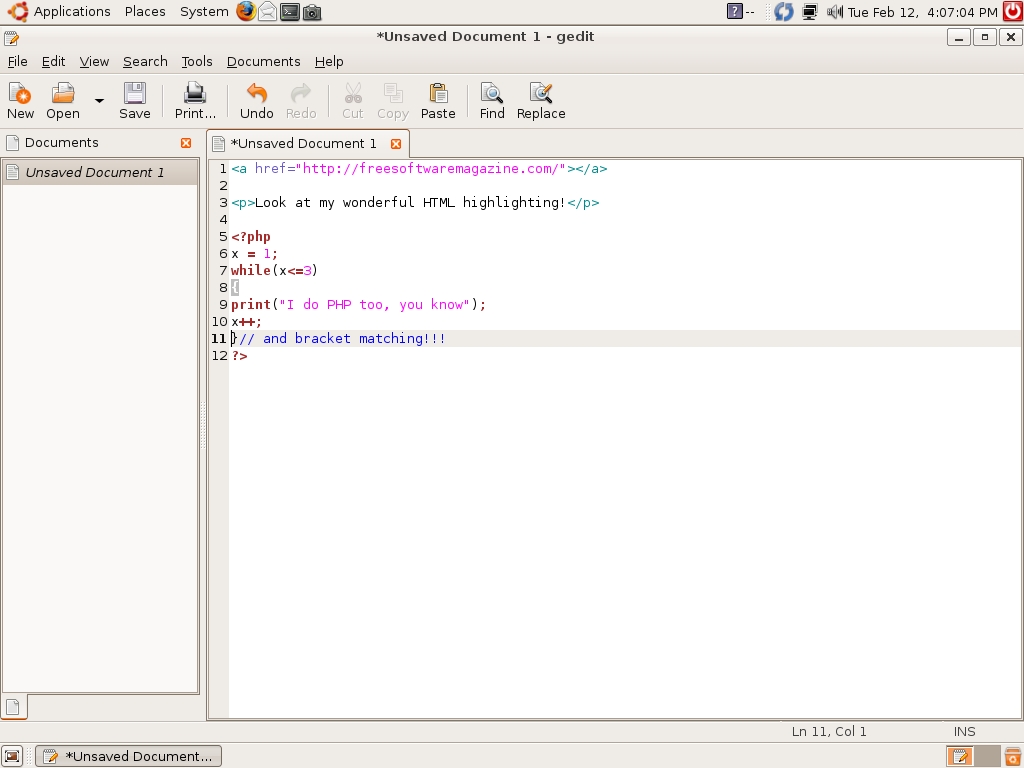 Applications Places System -- Tue Feb 12, 4:07:04 PM
*Unsaved Document 1 - gedit
File Edit View Search Tools Documents Help
New Open Save Print... Undo Redo Cut Copy Paste Find Replace
Documents
*Unsaved Document 1
Unsaved Document 1
1 <a href="http://freesoftwaremagazine.com/"></a>
2
3 <p>Look at my wonderful HTML highlighting!</p>
4
5 <?php
6 x = 1;
7 while(x<=3)
8 {
9 print("I do PHP too, you know");
10 x++;
11 }// and bracket matching!!!
12 ?>
Ln 11, Col 1 INS
*Unsaved Document...